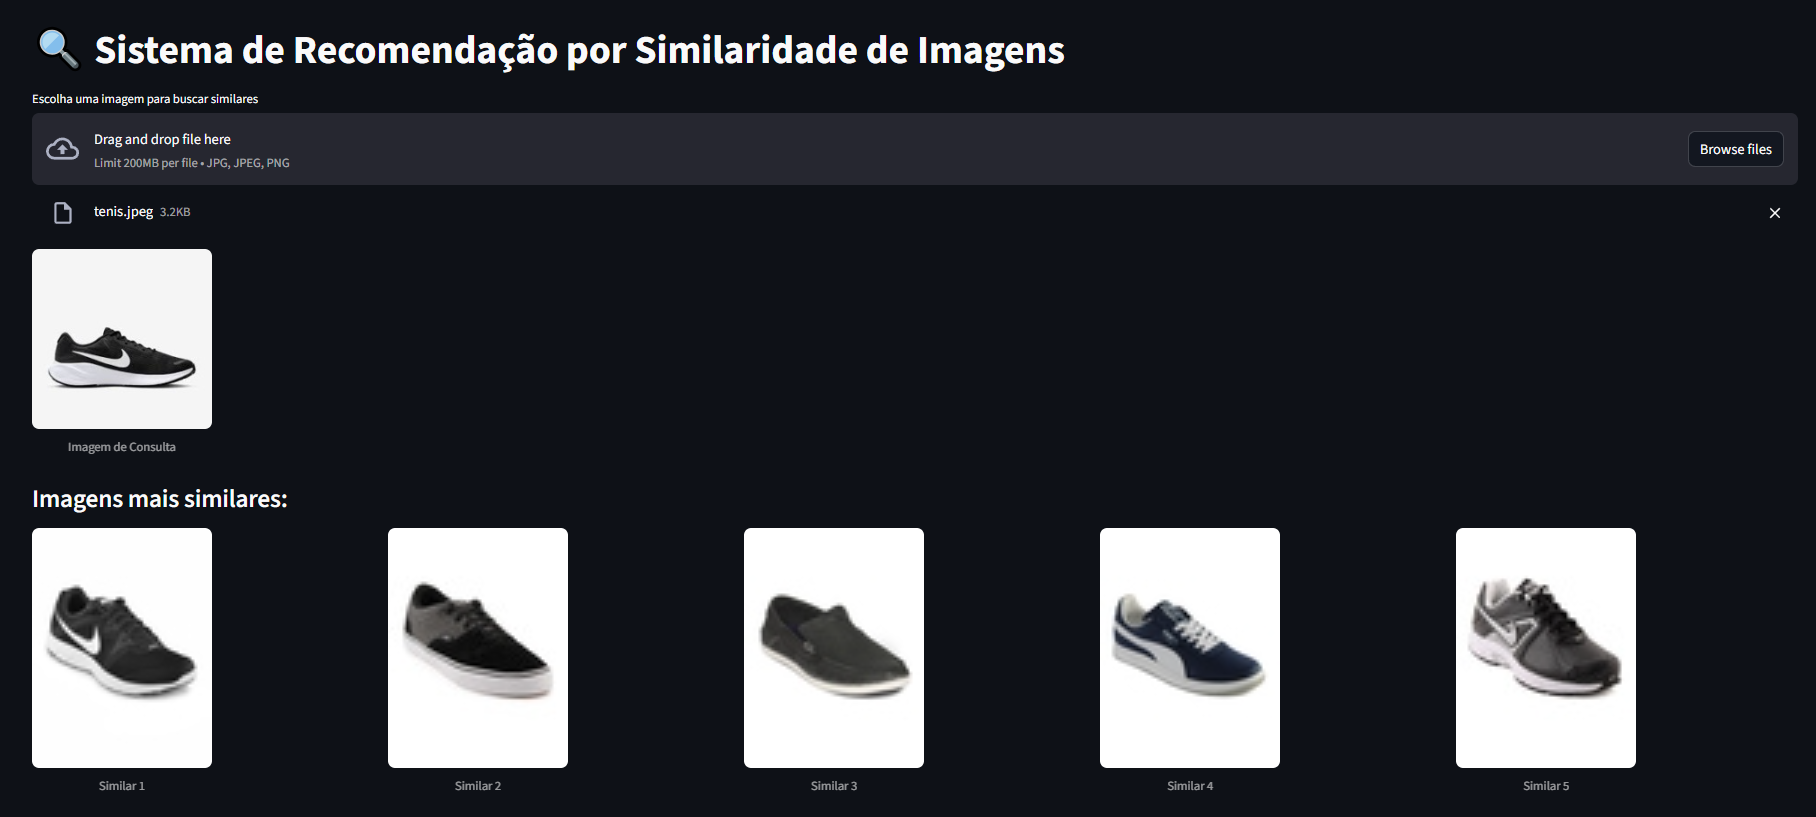 Sistema de Recomendação por Similaridade de Imagens
Escolha uma imagem para buscar similares
Drag and drop file here
Limit 200MB per file • JPG, JPEG, PNG
Browse files
tenis.jpeg 3.2KB
Imagem de Consulta
Imagens mais similares:
Similar 1
Similar 2
Similar 3
Similar 4
Similar 5